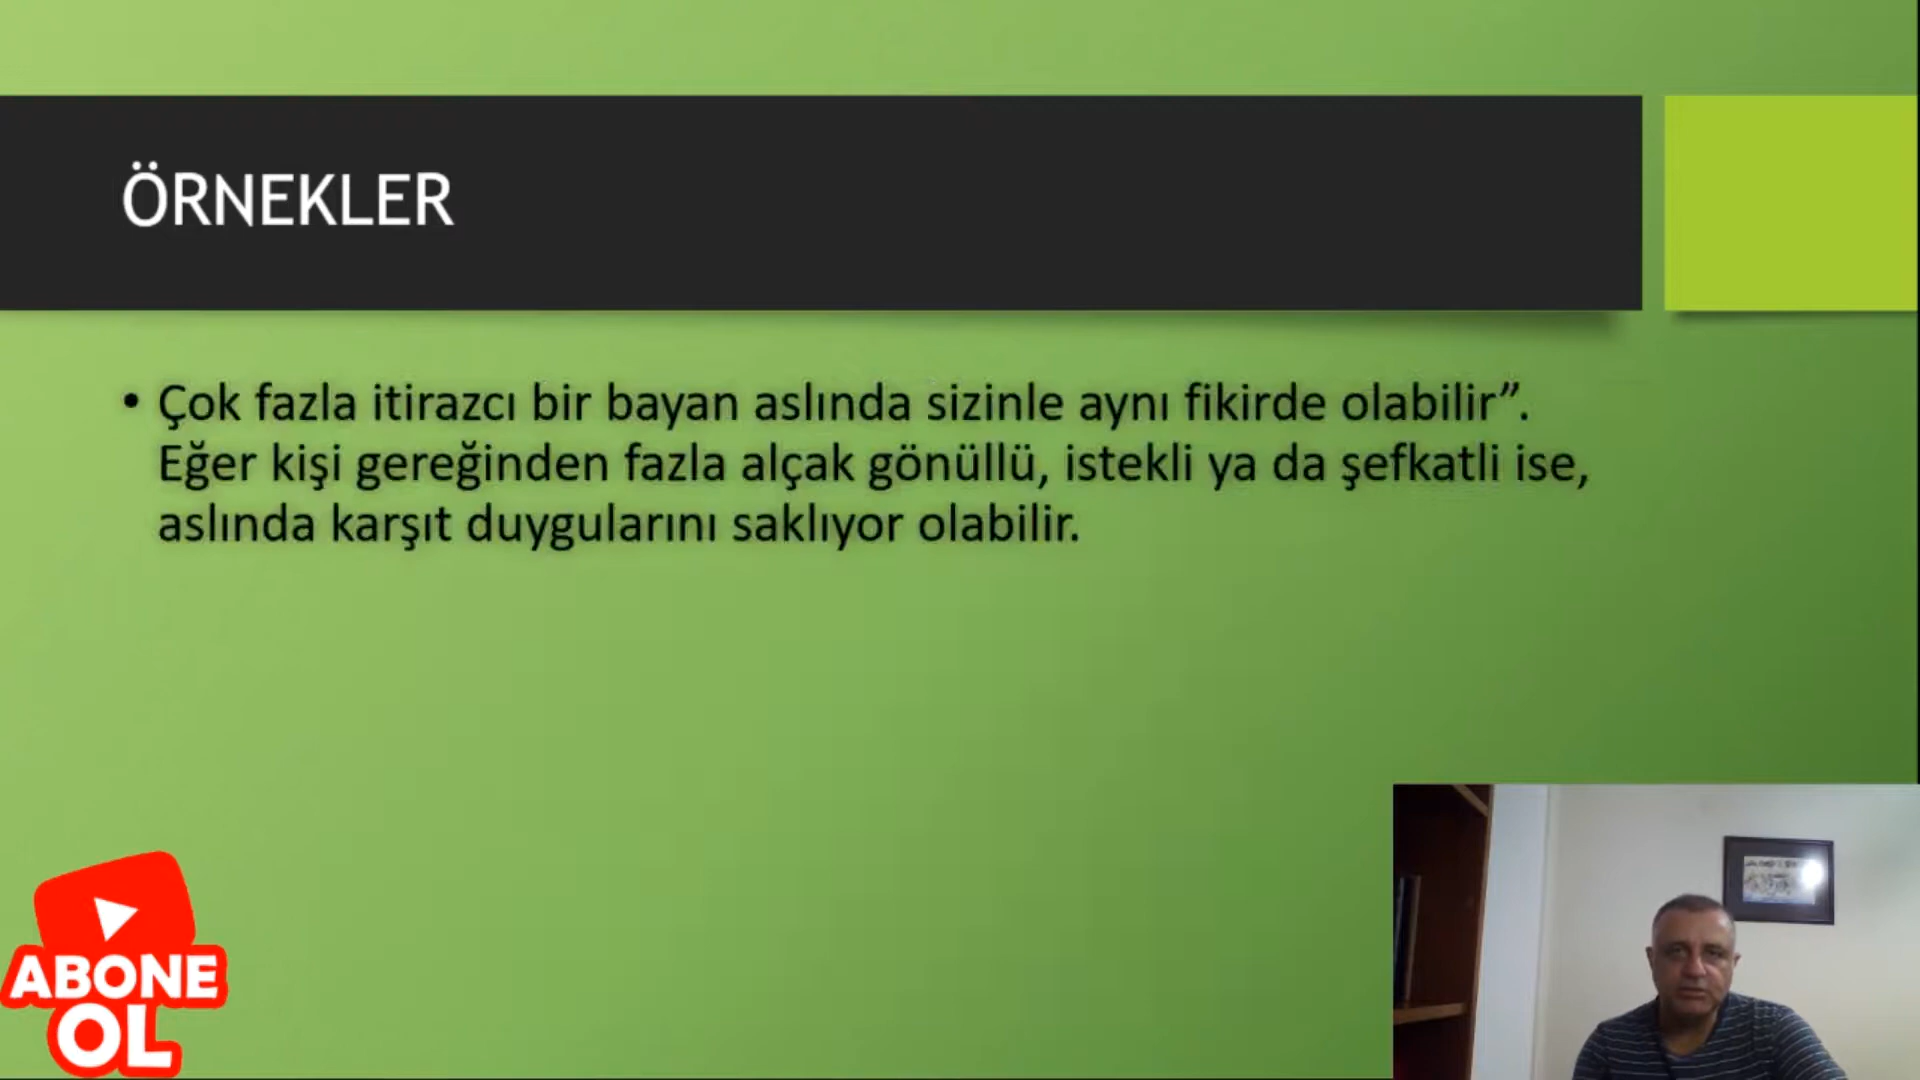 ÖRNEKLER
• Çok fazla itirazcı bir bayan aslında sizinle aynı fikirde olabilir”.
Eğer kişi gereğinden fazla alçak gönüllü, istekli ya da şefkatli ise,
aslında karşıt duygularını saklıyor olabilir.
ABONE
OL